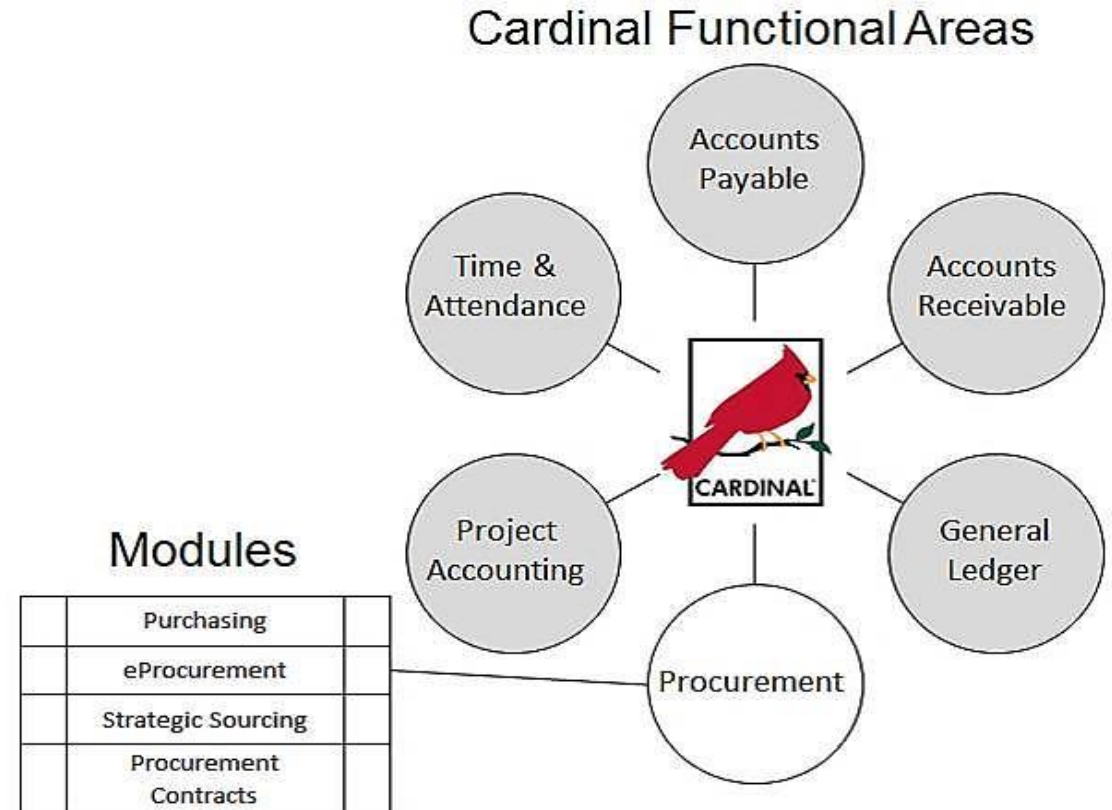 Cardinal Functional Areas
Accounts
Payable
Time &
Attendance
Accounts
Receivable
CARDINAL
Project
Accounting
General
Ledger
Procurement
Modules
Purchasing
eProcurement
Strategic Sourcing
Procurement
Contracts